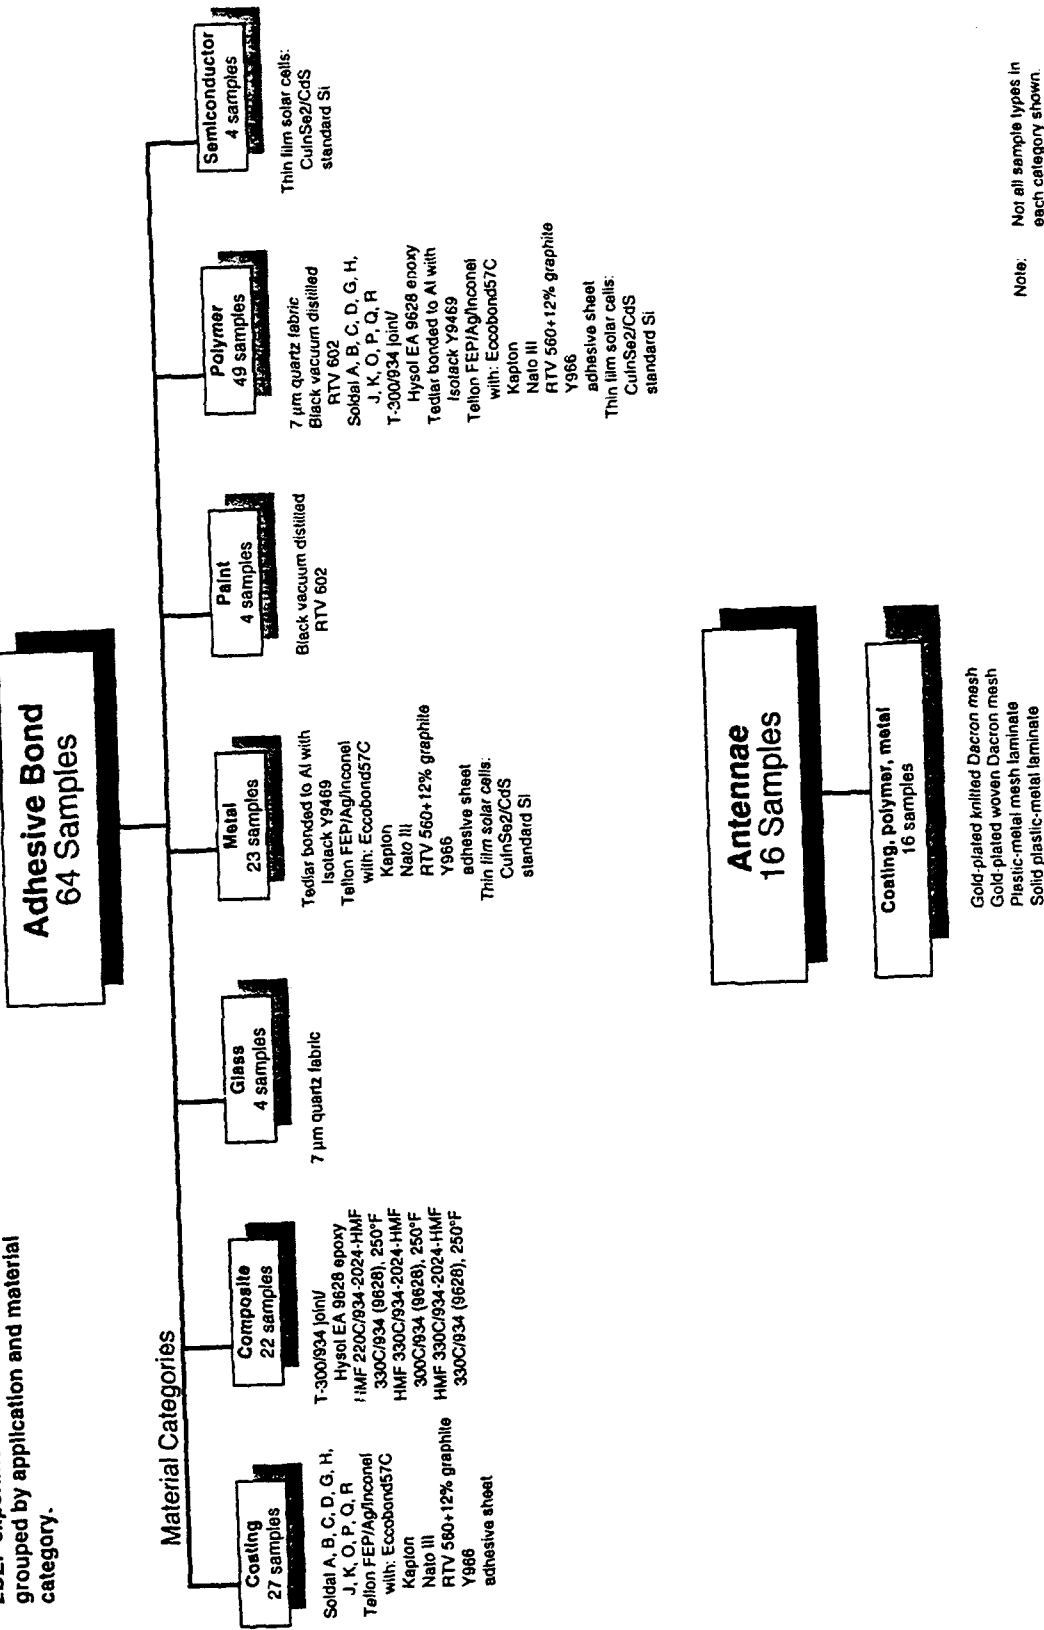 grouped by application and material
category.
Adhesive Bond
64 Samples
Material Categories
Coating
27 samples
Soldal A, B, C, D, G, H,
J, K, O, P, Q, R
Teflon FEP/Ag/Inconel
with: Eccobond57C
Kapton
Nato III
RTV 560+12% graphite
Y966
adhesive sheet
Composite
22 samples
T-300/934 joint/
Hysol EA 9628 epoxy
HMF 220C/934-2024-HMF
330C/934 (9628), 250°F
HMF 330C/934-2024-HMF
300C/934 (9628), 250°F
HMF 330C/934-2024-HMF
330C/934 (9628), 250°F
Glass
4 samples
7 µm quartz fabric
Metal
23 samples
Tedlar bonded to Al with
Isotack Y9469
Teflon FEP/Ag/Inconel
with: Eccobond57C
Kapton
Nato III
RTV 560+12% graphite
Y966
adhesive sheet
Thin film solar cells:
CuInSe2/CdS
standard Si
Paint
4 samples
Black vacuum distilled
RTV 602
Polymer
49 samples
7 µm quartz fabric
Black vacuum distilled
RTV 602
Soldal A, B, C, D, G, H,
J, K, O, P, Q, R
T-300/934 joint/
Hysol EA 9628 epoxy
Tedlar bonded to Al with
Isotack Y9469
Teflon FEP/Ag/Inconel
with: Eccobond57C
Kapton
Nato III
RTV 560+12% graphite
Y966
adhesive sheet
Thin film solar cells:
CuInSe2/CdS
standard Si
Semiconductor
4 samples
Thin film solar cells:
CuInSe2/CdS
standard Si
Antennae
16 Samples
Coating, polymer, metal
16 samples
Gold-plated knitted Dacron mesh
Gold-plated woven Dacron mesh
Plastic-metal mesh laminate
Solid plastic-metal laminate
Note: Not all sample types in
each category shown.